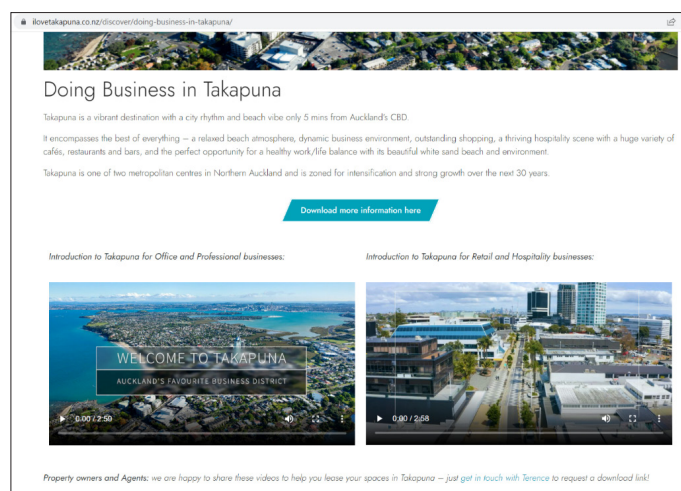 ilovetakapuna.co.nz/discover/doing-business-in-takapuna/
Doing Business in Takapuna
Takapuna is a vibrant destination with a city rhythm and beach vibe only 5 mins from Auckland's CBD.
It encompasses the best of everything – a relaxed beach atmosphere, dynamic business environment, outstanding shopping, a thriving hospitality scene with a huge variety of
cafés, restaurants and bars, and the perfect opportunity for a healthy work/life balance with its beautiful white sand beach and environment.
Takapuna is one of two metropolitan centres in Northern Auckland and is zoned for intensification and strong growth over the next 30 years.
Download more information here
Introduction to Takapuna for Office and Professional businesses:
Introduction to Takapuna for Retail and Hospitality businesses:
WELCOME TO TAKAPUNA
AUCKLAND'S FAVOURITE BUSINESS DISTRICT
0:00 / 2:50
0:00 / 2:58
Property owners and Agents: we are happy to share these videos to help you lease your spaces in Takapuna – just get in touch with Terence to request a download link!